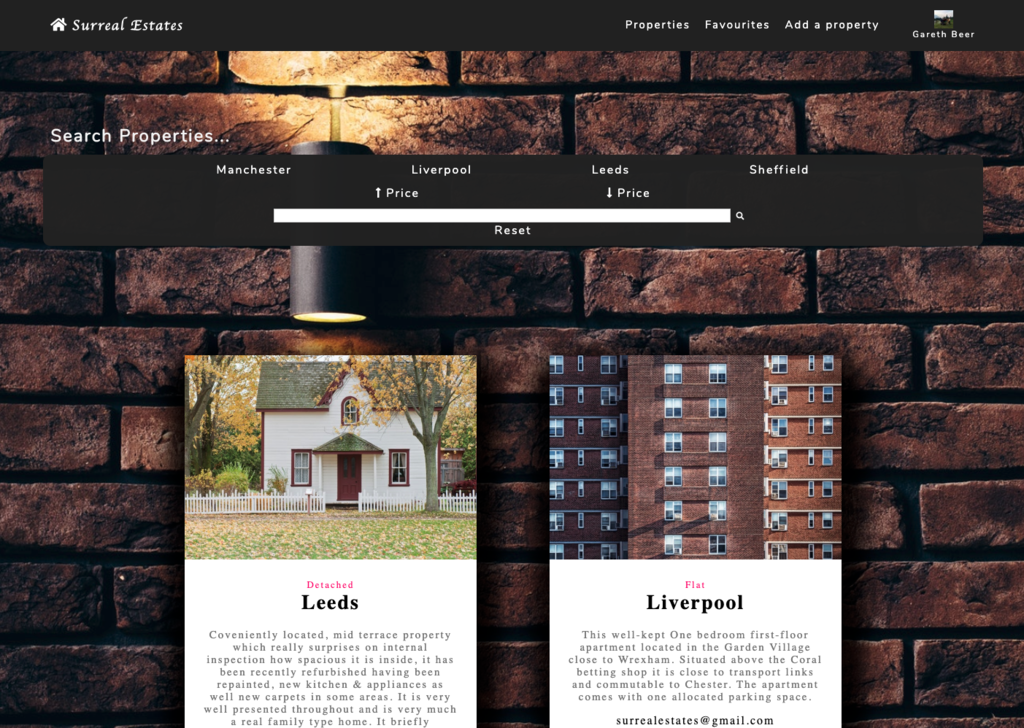 Surreal Estates
Properties Favourites Add a property
Gareth Beer
Search Properties...
Manchester Liverpool Leeds Sheffield
Price Price
Reset
Detached
Leeds
Coveniently located, mid terrace property
which really surprises on internal
inspection how spacious it is inside, it has
been recently refurbished having been
repainted, new kitchen & appliances as
well new carpets in some areas. It is very
well presented throughout and is very much
a real family type home. It briefly
Flat
Liverpool
This well-kept One bedroom first-floor
apartment located in the Garden Village
close to Wrexham. Situated above the Coral
betting shop it is close to transport links
and commutable to Chester. The apartment
comes with one allocated parking space.
surrealestates@gmail.com